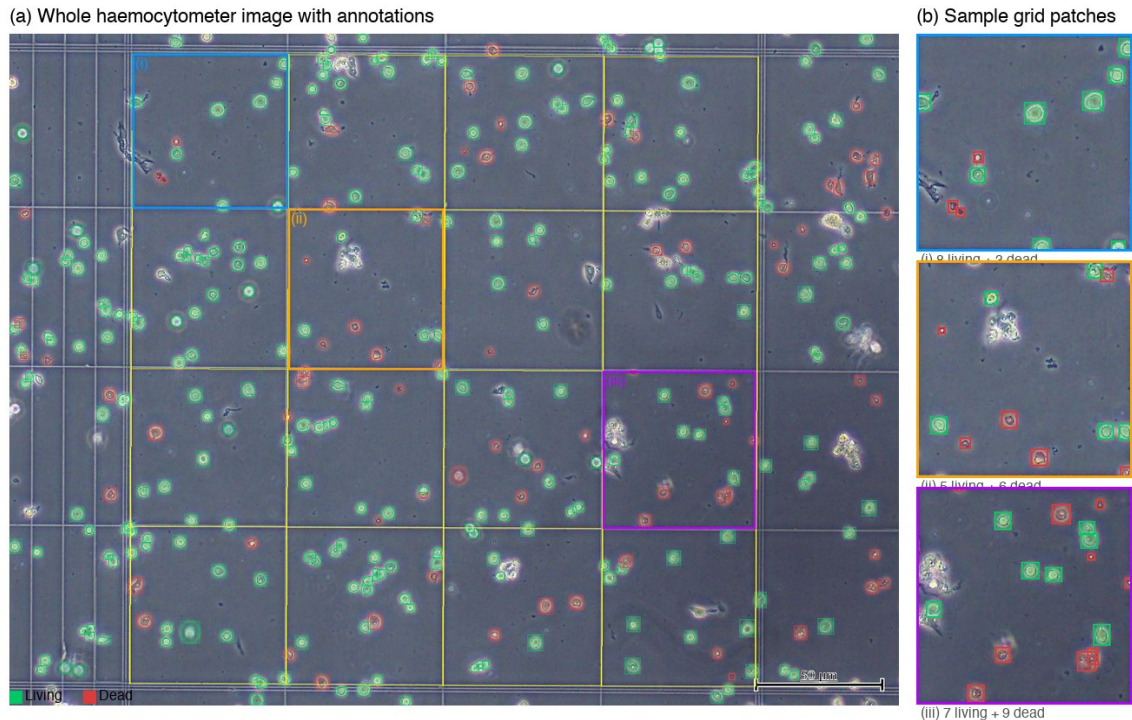 (a) Whole haemocytometer image with annotations
(b) Sample grid patches
(i)
(ii)
(iii)
Living
Dead
50 µm
(i) 8 living + 3 dead
(ii) 5 living + 6 dead
(iii) 7 living + 9 dead